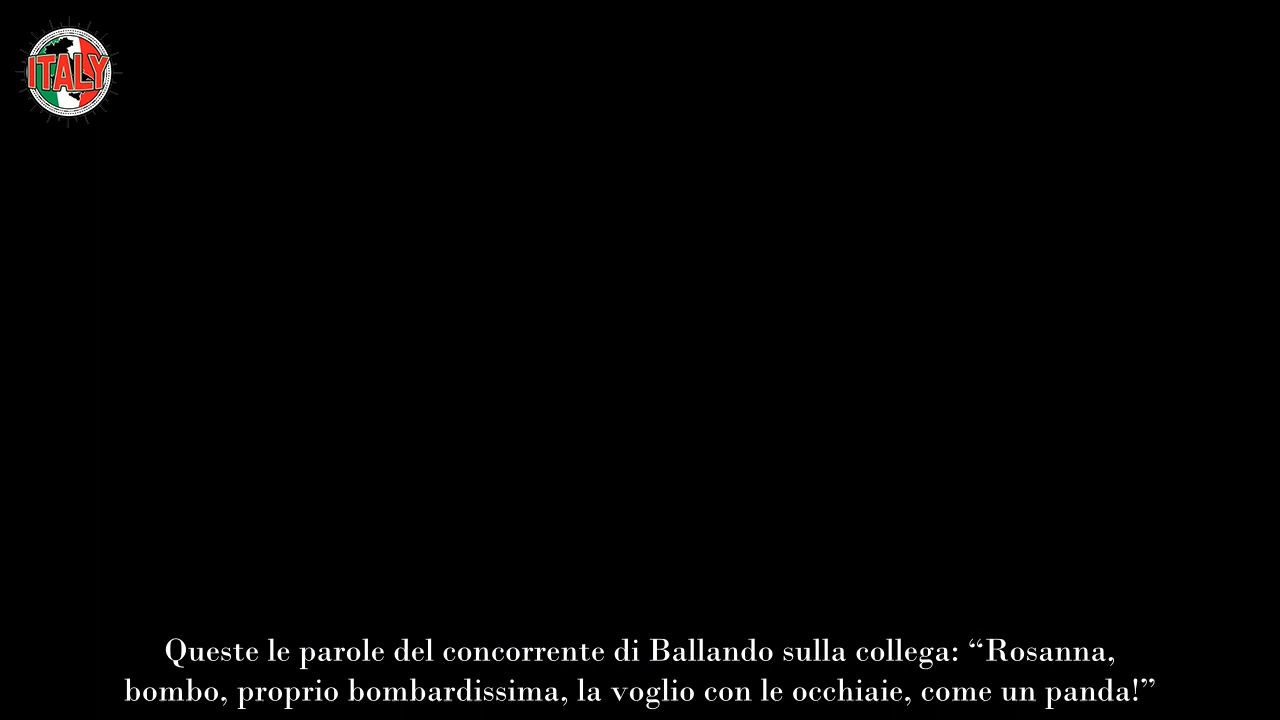 ITALY
Queste le parole del concorrente di Ballando sulla collega: “Rosanna,
bombo, proprio bombardissima, la voglio con le occhiaie, come un panda!”